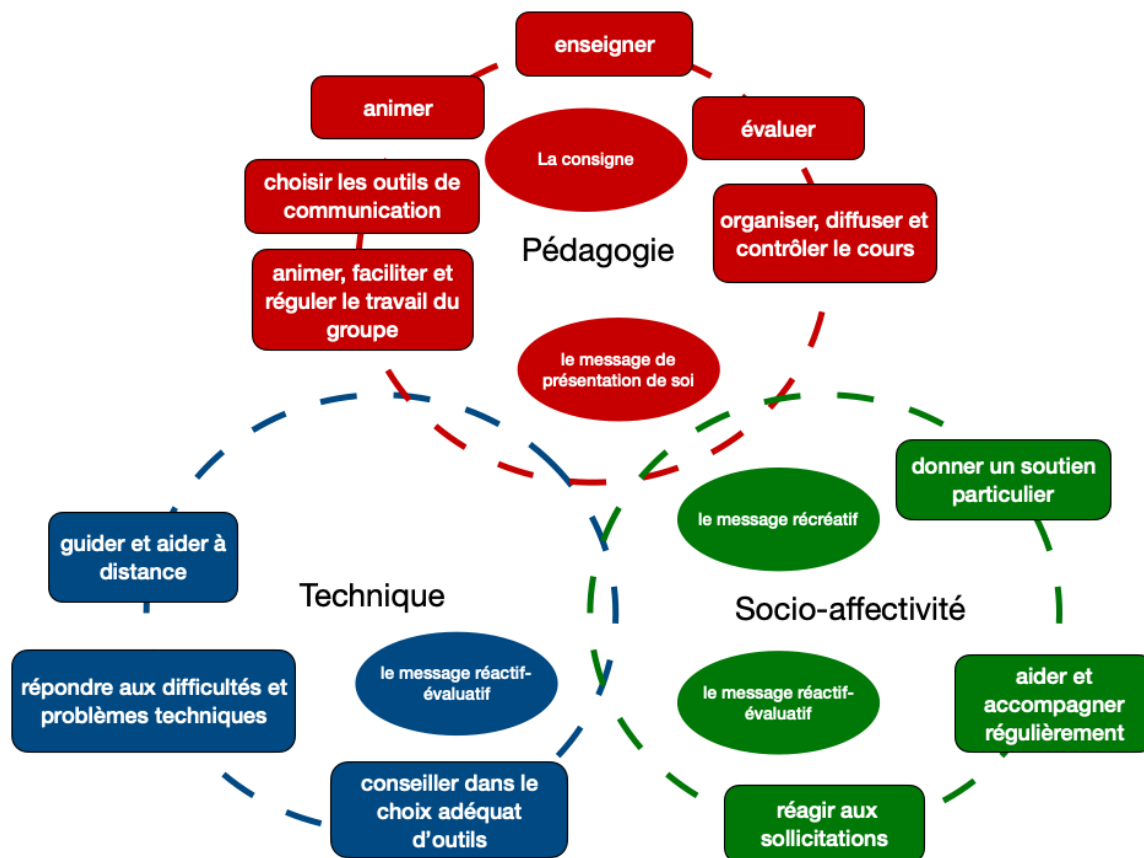 enseigner
animer
évaluer
La consigne
choisir les outils de
communication
organiser, diffuser et
contrôler le cours
Pédagogie
animer, faciliter et
réguler le travail du
groupe
le message de
présentation de soi
donner un soutien
particulier
le message récréatif
guider et aider à
distance
Technique
Socio-affectivité
répondre aux difficultés et
problèmes techniques
le message réactif-
évaluatif
le message réactif-
évaluatif
aider et
accompagner
régulièrement
conseiller dans le
choix adéquat
d’outils
réagir aux
sollicitations